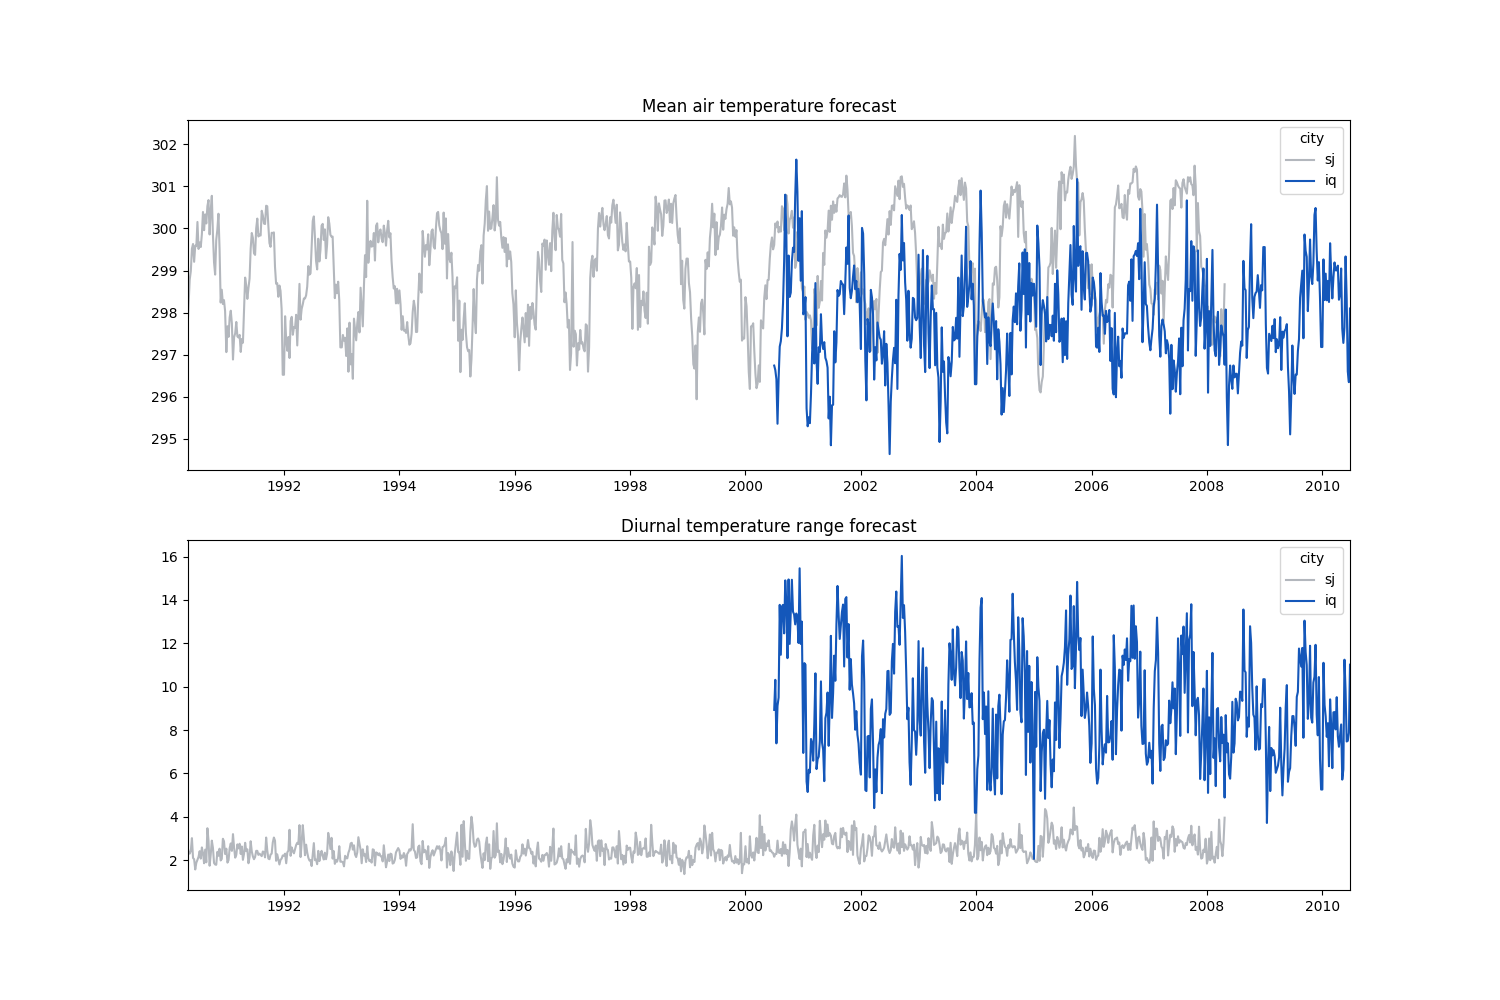 Mean air temperature forecast
302
301
300
299
298
297
296
295
city
sj
iq
1992 1994 1996 1998 2000 2002 2004 2006 2008 2010
Diurnal temperature range forecast
16
14
12
10
8
6
4
2
city
sj
iq
1992 1994 1996 1998 2000 2002 2004 2006 2008 2010